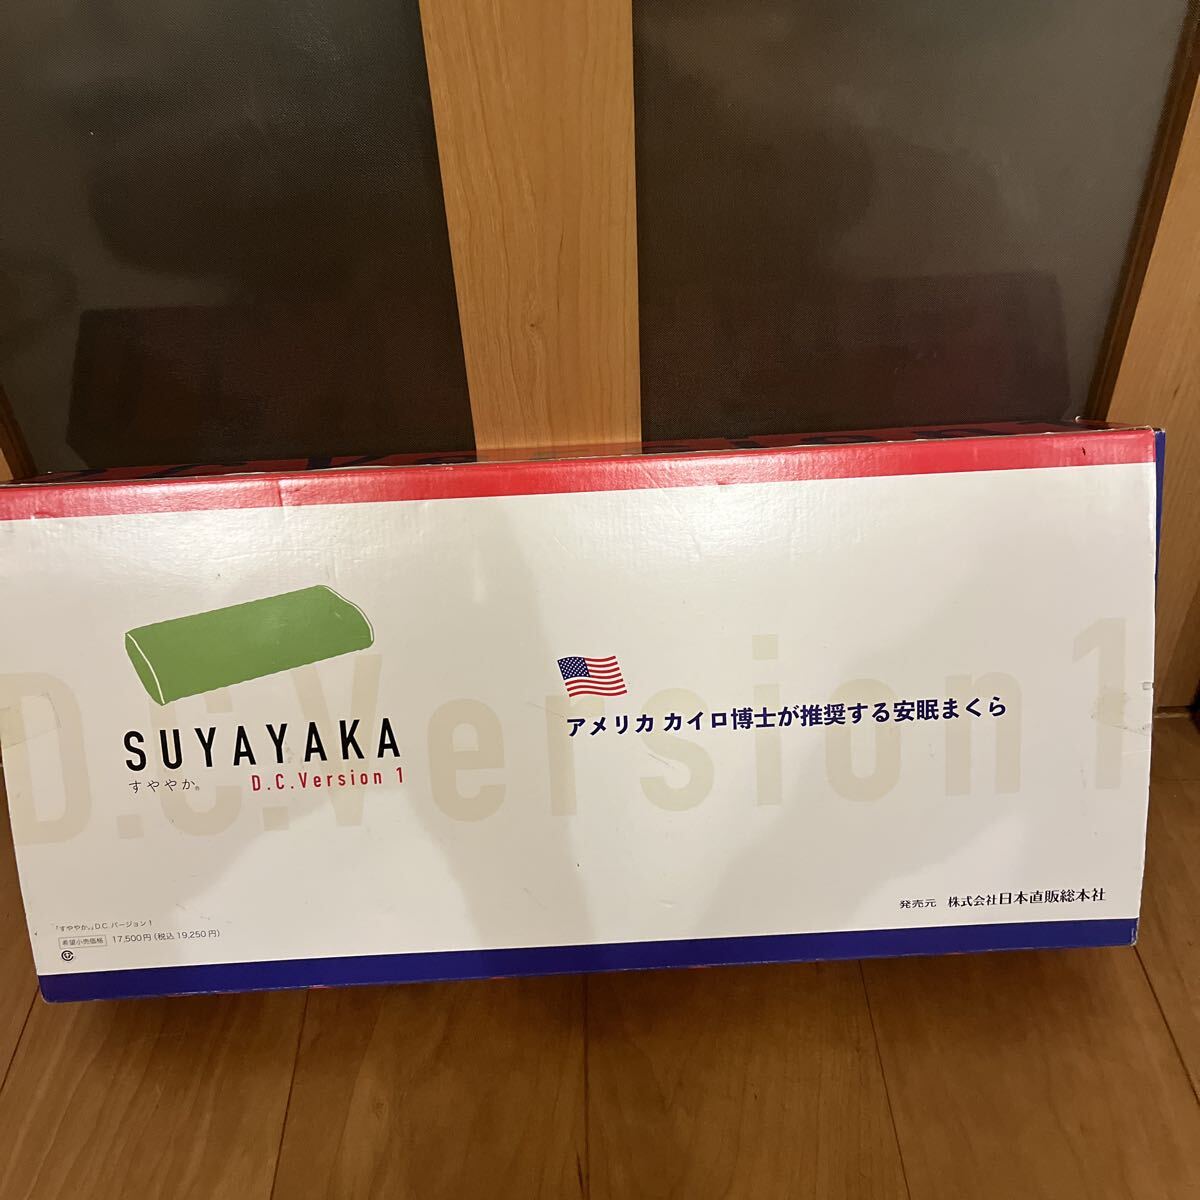 D.C.Version 1
SUYAYAKA
すややか。
D.C.Version 1
アメリカ カイロ博士が推奨する安眠まくら
発売元 株式会社日本直販総本社
「すややか。」D.C.バージョン1
希望小売価格 17,500円(税込 19,250円)